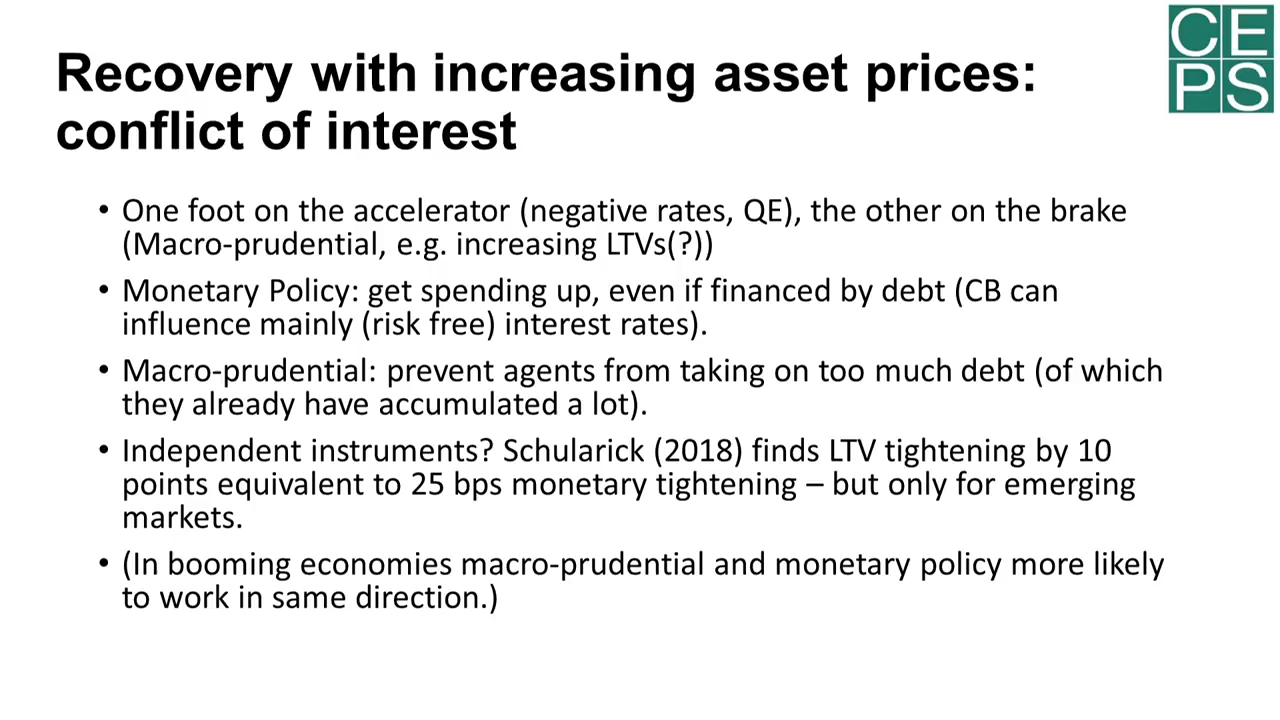 Recovery with increasing asset prices:
conflict of interest
CE
PS
• One foot on the accelerator (negative rates, QE), the other on the brake
(Macro-prudential, e.g. increasing LTVs(?))
• Monetary Policy: get spending up, even if financed by debt (CB can
influence mainly (risk free) interest rates).
• Macro-prudential: prevent agents from taking on too much debt (of which
they already have accumulated a lot).
• Independent instruments? Schularick (2018) finds LTV tightening by 10
points equivalent to 25 bps monetary tightening – but only for emerging
markets.
• (In booming economies macro-prudential and monetary policy more likely
to work in same direction.)